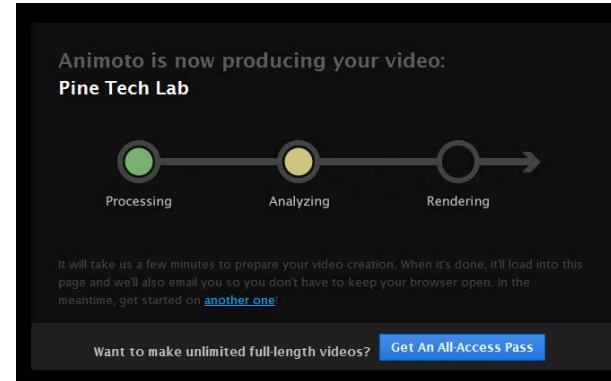 Animoto is now producing your video:
Pine Tech Lab
Processing Analyzing Rendering
It will take us a few minutes to prepare your video creation. When it's done, it'll load into this
page and we'll also email you so you don't have to keep your browser open. In the
meantime, get started on another one!
Want to make unlimited full-length videos? Get An All-Access Pass